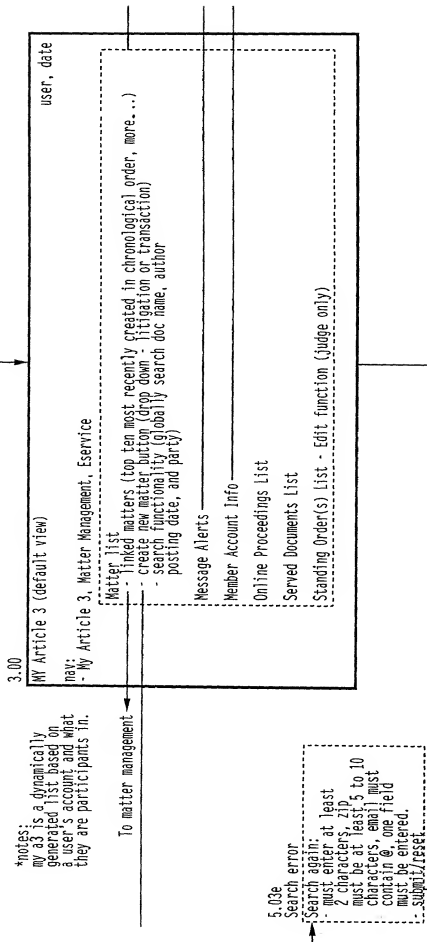 3.00
MY Article 3 (default view)
user, date
nav:
- My Article 3, Matter Management, Eservice
Matter list
- linked matters (top ten most recently created in chronological order, more...)
- create new matter button (drop down - litigation or transaction)
- search functionality (globally search doc name, author
posting date, and party)
Message Alerts
Member Account Info
Online Proceedings List
Served Documents List
Standing Order(s) List - Edit function (judge only)
*notes:
my a3 is a dynamically
generated list based on
a user's account and what
they are participants in.
To matter management
5.03e
Search error
Search again:
- must enter at least
2 characters, zip
must be at least 5 to 10
characters, email must
contain @, one field
must be entered.
- submit/reset